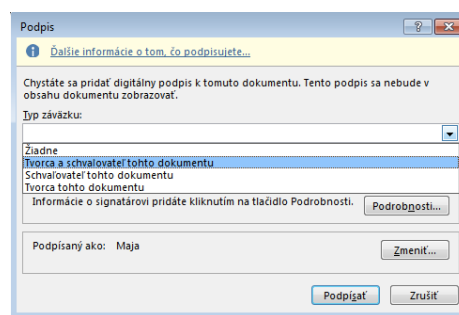 Podpis
Ďalšie informácie o tom, čo podpisujete...
Chystáte sa pridať digitálny podpis k tomuto dokumentu. Tento podpis sa nebude v
obsahu dokumentu zobrazovať.
Typ záväzku:
Žiadne
Tvorca a schvaľovateľ tohto dokumentu
Schvaľovateľ tohto dokumentu
Tvorca tohto dokumentu
Informácie o signatárovi pridáte kliknutím na tlačidlo Podrobnosti.
Podrobnosti...
Podpísaný ako: Maja
Zmeniť...
Podpísať
Zrušiť